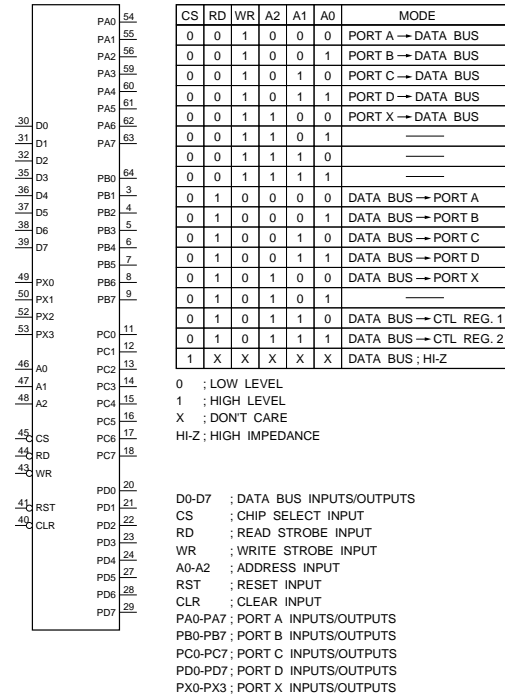 54 PA0
55 PA1
56 PA2
59 PA3
60 PA4
61 PA5
30 D0 PA6 62
31 D1 PA7 63
32 D2
35 D3 PB0 64
36 D4 PB1 3
37 D5 PB2 4
38 D6 PB3 5
39 D7 PB4 6
PB5 7
49 PX0 PB6 8
50 PX1 PB7 9
52 PX2
53 PX3 PC0 11
PC1 12
46 A0 PC2 13
47 A1 PC3 14
48 A2 PC4 15
PC5 16
45 CS PC6 17
44 RD PC7 18
43 WR
PD0 20
41 RST PD1 21
40 CLR PD2 22
PD3 23
PD4 24
PD5 27
PD6 28
PD7 29
CS RD WR A2 A1 A0 MODE
0 0 1 0 0 0 PORT A → DATA BUS
0 0 1 0 0 1 PORT B → DATA BUS
0 0 1 0 1 0 PORT C → DATA BUS
0 0 1 0 1 1 PORT D → DATA BUS
0 0 1 1 0 0 PORT X → DATA BUS
0 0 1 1 0 1 ——
0 0 1 1 1 0 ——
0 0 1 1 1 1 ——
0 1 0 0 0 0 DATA BUS → PORT A
0 1 0 0 0 1 DATA BUS → PORT B
0 1 0 0 1 0 DATA BUS → PORT C
0 1 0 0 1 1 DATA BUS → PORT D
0 1 0 1 0 0 DATA BUS → PORT X
0 1 0 1 0 1 ——
0 1 0 1 1 0 DATA BUS → CTL REG. 1
0 1 0 1 1 1 DATA BUS → CTL REG. 2
1 X X X X X DATA BUS ; HI-Z
0 ; LOW LEVEL
1 ; HIGH LEVEL
X ; DON'T CARE
HI-Z ; HIGH IMPEDANCE
D0-D7 ; DATA BUS INPUTS/OUTPUTS
CS ; CHIP SELECT INPUT
RD ; READ STROBE INPUT
WR ; WRITE STROBE INPUT
A0-A2 ; ADDRESS INPUT
RST ; RESET INPUT
CLR ; CLEAR INPUT
PA0-PA7 ; PORT A INPUTS/OUTPUTS
PB0-PB7 ; PORT B INPUTS/OUTPUTS
PC0-PC7 ; PORT C INPUTS/OUTPUTS
PD0-PD7 ; PORT D INPUTS/OUTPUTS
PX0-PX3 ; PORT X INPUTS/OUTPUTS